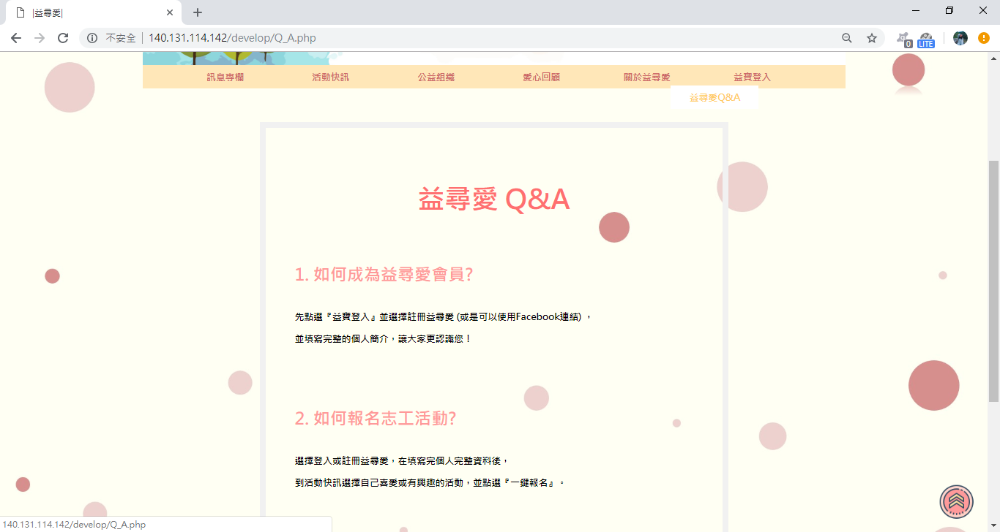 |益尋愛|
不安全
140.131.114.142/develop/Q_A.php
0
LITE
訊息專欄 活動快訊 公益組織 愛心回顧 關於益尋愛 益寶登入
益尋愛Q&A
益尋愛 Q&A
1. 如何成為益尋愛會員?
先點選『益寶登入』並選擇註冊益尋愛 (或是可以使用Facebook連結) ，
並填寫完整的個人簡介，讓大家更認識您！
2. 如何報名志工活動?
選擇登入或註冊益尋愛，在填寫完個人完整資料後，
到活動快訊選擇自己喜愛或有興趣的活動，並點選『一鍵報名』。
140.131.114.142/develop/Q_A.php